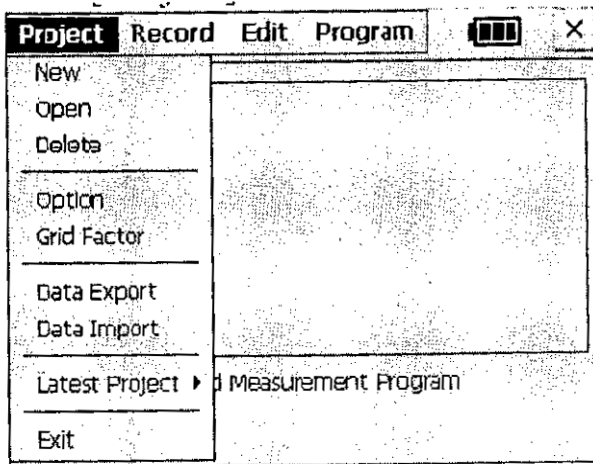 Project Record Edit Program ×
New
Open
Delete
Option
Grid Factor
Data Export
Data Import
Latest Project ▸ d Measurement Program
Exit